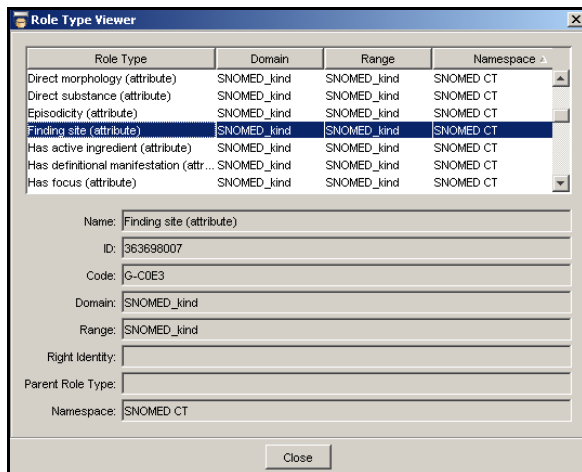 Role Type Viewer
Role Type Domain Range Namespace
Direct morphology (attribute) SNOMED_kind SNOMED_kind SNOMED CT
Direct substance (attribute) SNOMED_kind SNOMED_kind SNOMED CT
Episodicity (attribute) SNOMED_kind SNOMED_kind SNOMED CT
Finding site (attribute) SNOMED_kind SNOMED_kind SNOMED CT
Has active ingredient (attribute) SNOMED_kind SNOMED_kind SNOMED CT
Has definitional manifestation (attr... SNOMED_kind SNOMED_kind SNOMED CT
Has focus (attribute) SNOMED_kind SNOMED_kind SNOMED CT
Name: Finding site (attribute)
ID: 363698007
Code: G-C0E3
Domain: SNOMED_kind
Range: SNOMED_kind
Right Identity:
Parent Role Type:
Namespace: SNOMED CT
Close